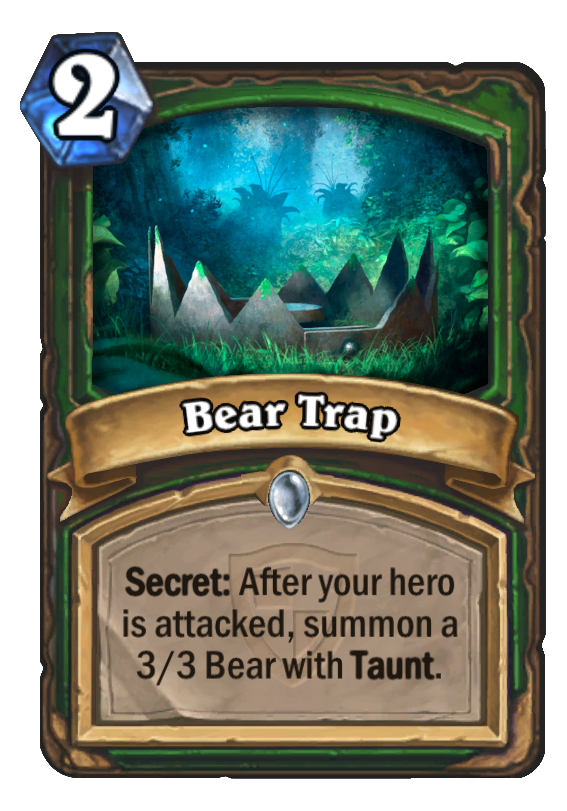 2
Bear Trap
Secret: After your hero
is attacked, summon a
3/3 Bear with Taunt.